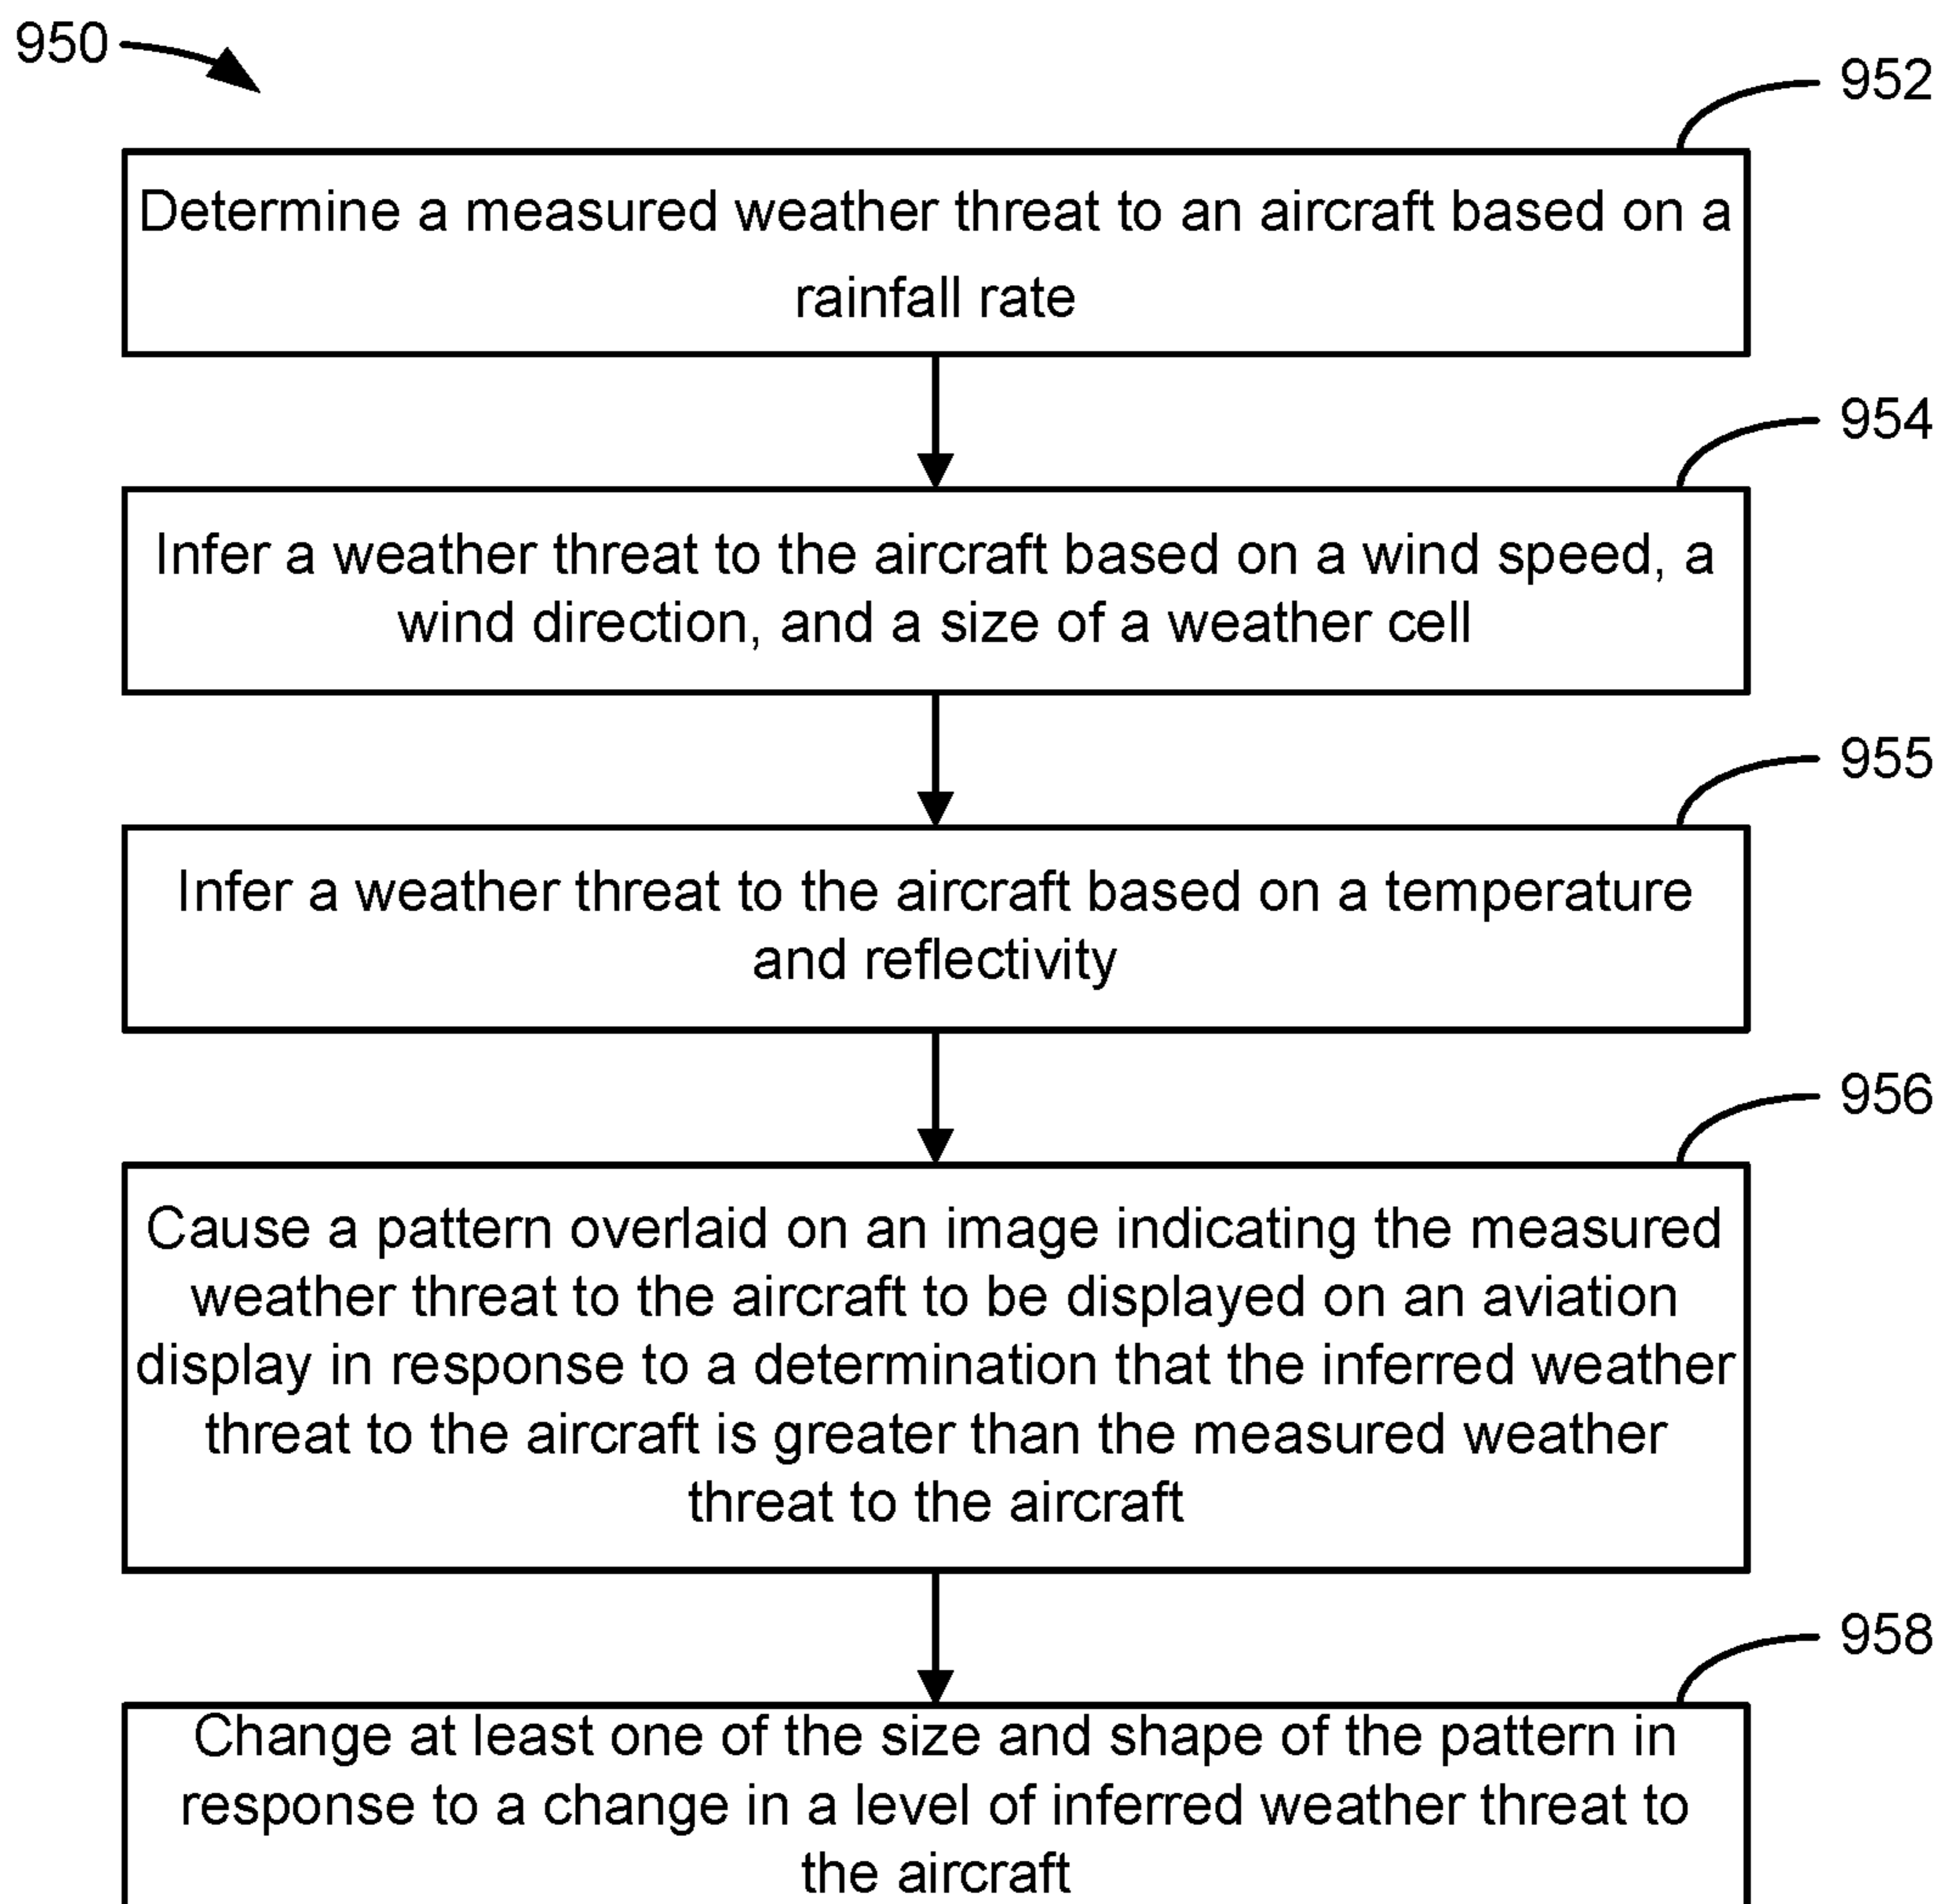 950
952
Determine a measured weather threat to an aircraft based on a
rainfall rate
954
Infer a weather threat to the aircraft based on a wind speed, a
wind direction, and a size of a weather cell
955
Infer a weather threat to the aircraft based on a temperature
and reflectivity
956
Cause a pattern overlaid on an image indicating the measured
weather threat to the aircraft to be displayed on an aviation
display in response to a determination that the inferred weather
threat to the aircraft is greater than the measured weather
threat to the aircraft
958
Change at least one of the size and shape of the pattern in
response to a change in a level of inferred weather threat to
the aircraft